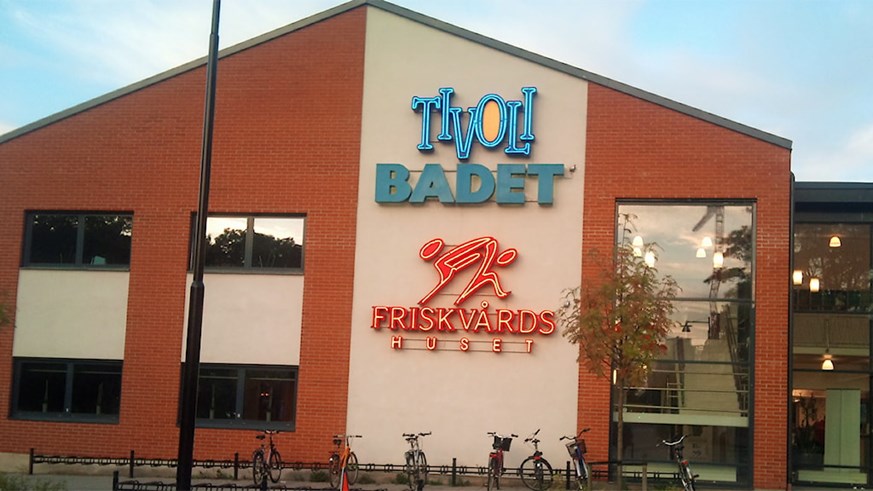 TIVOLI
BADET
FRISKVÅRDS
HUSET